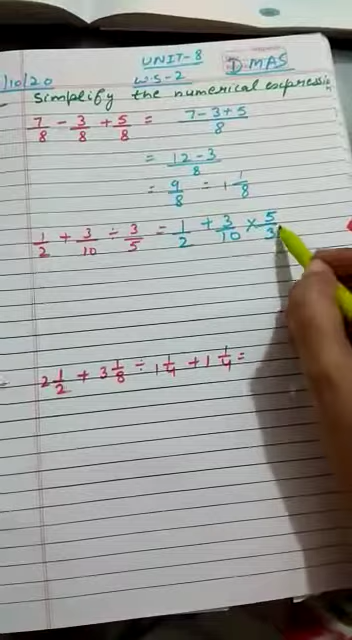 UNIT-8
D.MAS
/10/20
W.S-2
Simplify the numerical expression
7/8 - 3/8 + 5/8 = 7-3+5/8
= 12-3/8
= 9/8 = 1 1/8
1/2 + 3/10 ÷ 3/5 = 1/2 + 3/10 × 5/3
2 1/2 + 3 1/8 ÷ 1 1/4 + 1 1/4 =